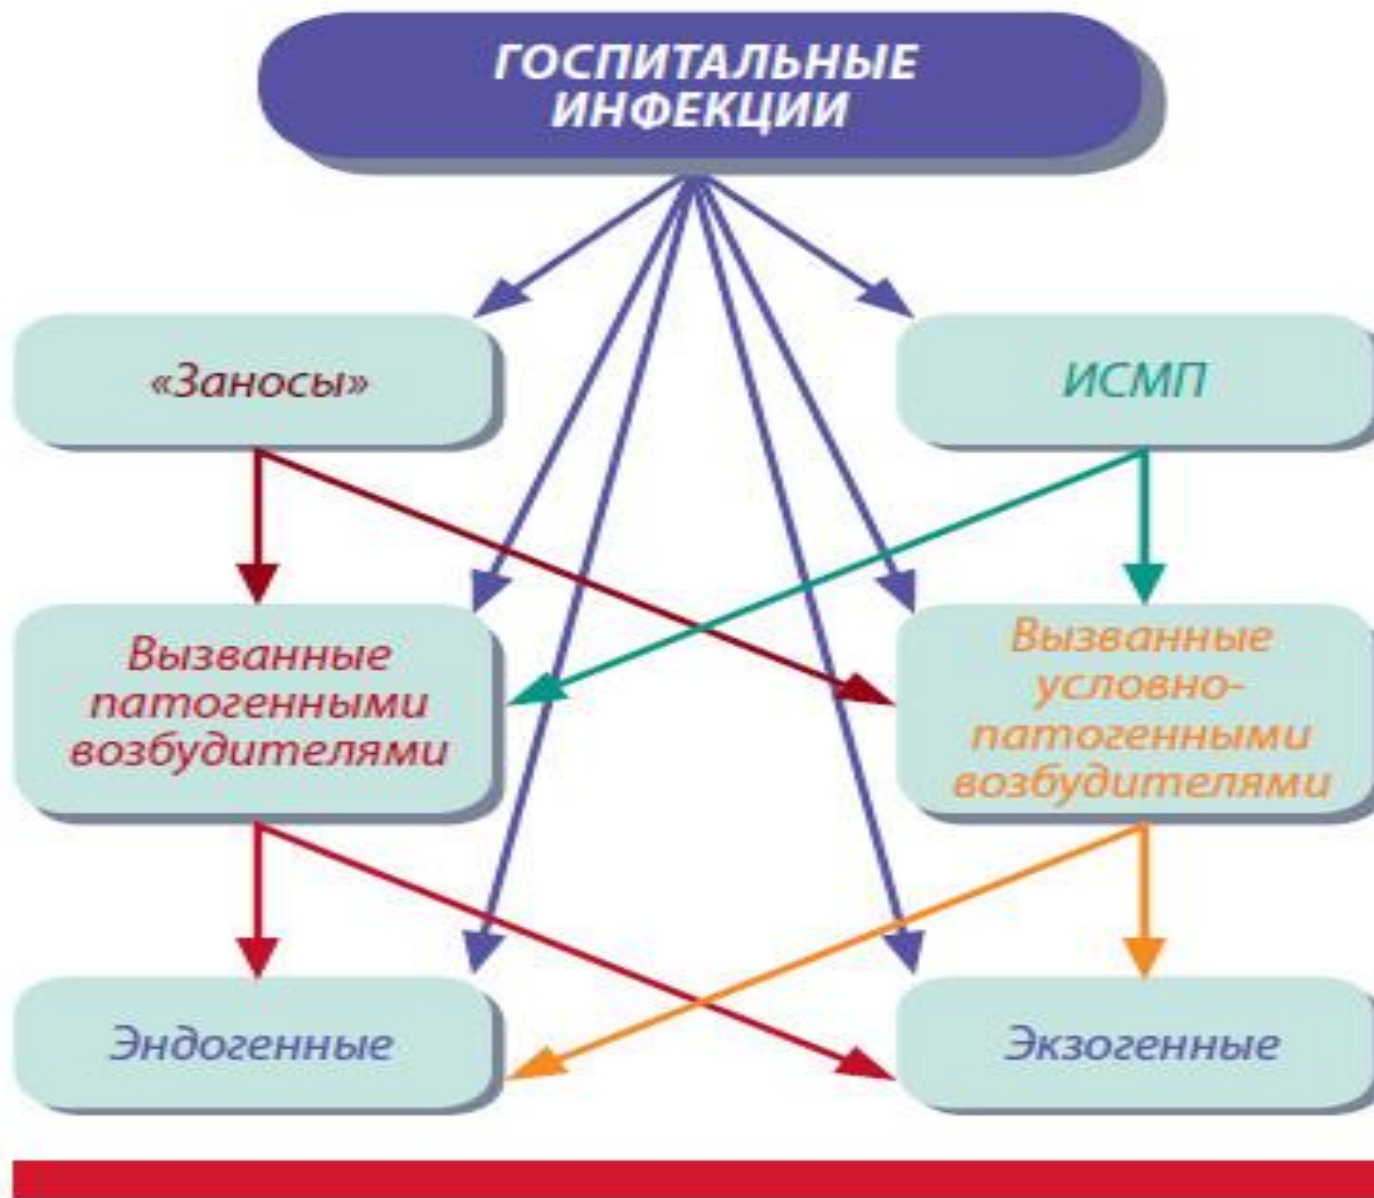 ГОСПИТАЛЬНЫЕ
ИНФЕКЦИИ
«Заносы»
ИСМП
Вызванные
патогенными
возбудителями
Вызванные
условно-
патогенными
возбудителями
Эндогенные
Экзогенные